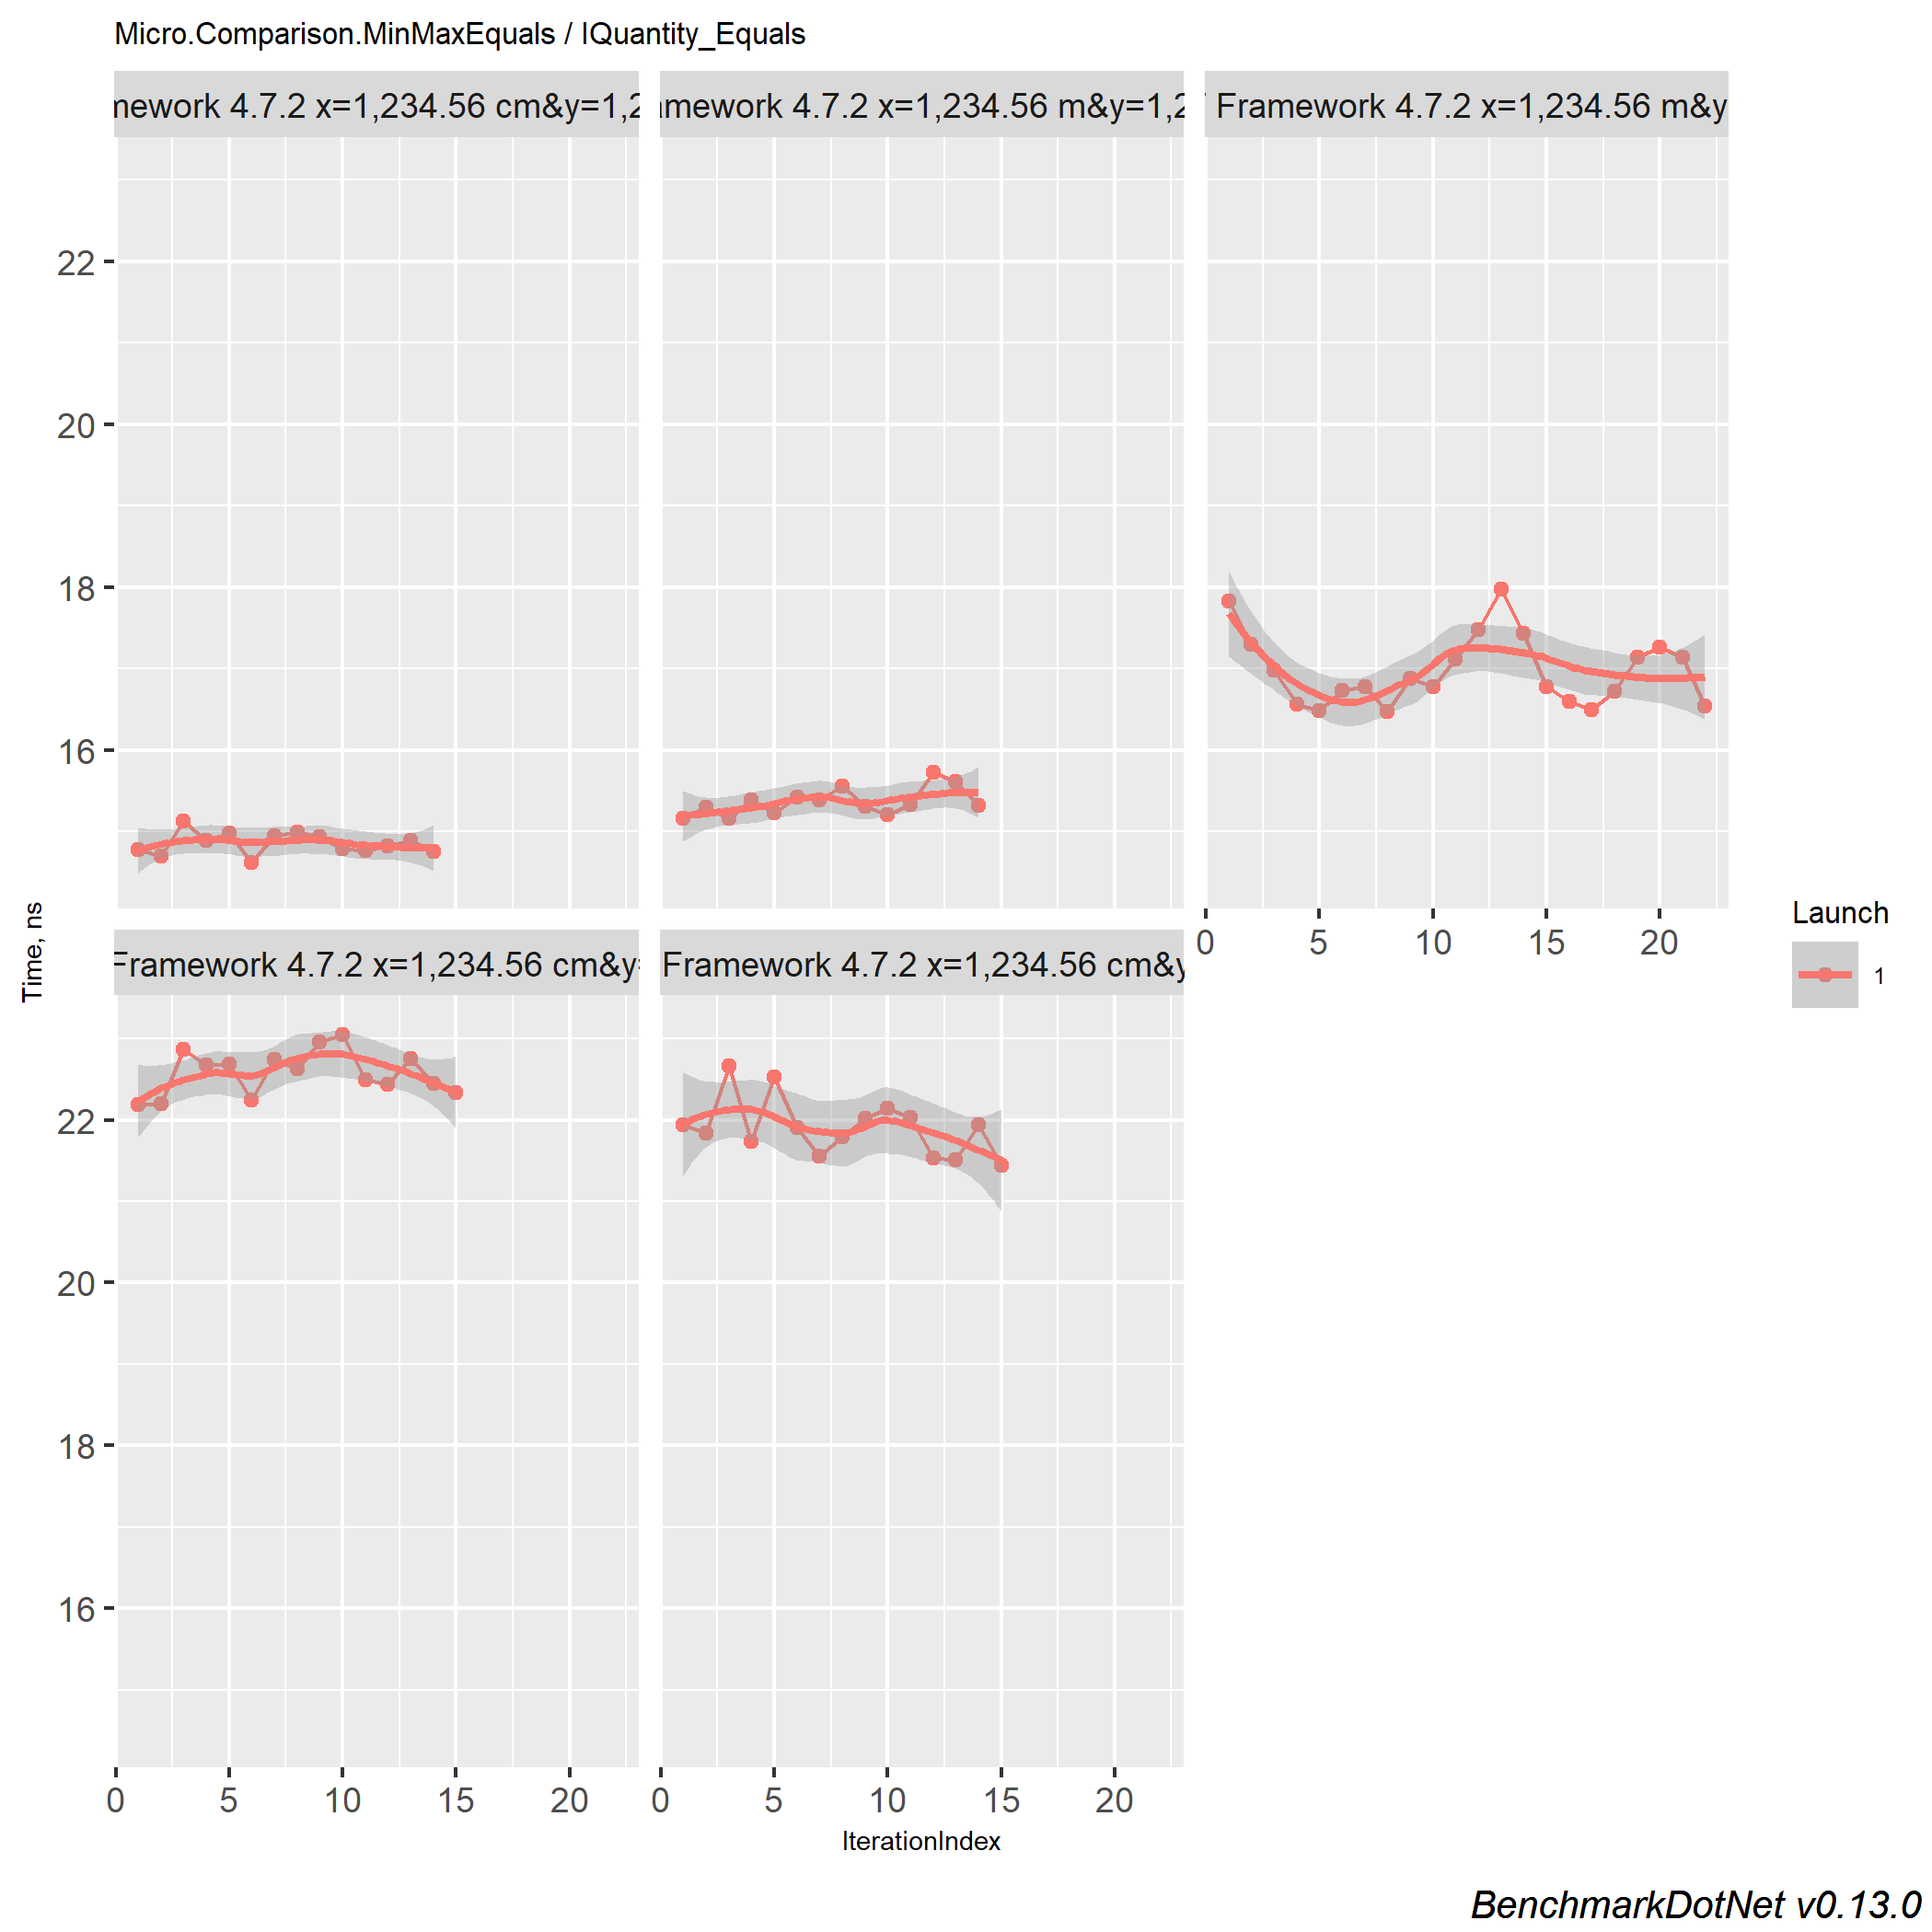 Micro.Comparison.MinMaxEquals / IQuantity_Equals
mework 4.7.2 x=1,234.56 cm&y=1,2
mework 4.7.2 x=1,234.56 m&y=1,2
Framework 4.7.2 x=1,234.56 m&y
22
20
18
16
0 5 10 15 20
Time, ns
Launch
1
Framework 4.7.2 x=1,234.56 cm&y=
Framework 4.7.2 x=1,234.56 cm&y
22
20
18
16
0 5 10 15 20
0 5 10 15 20
IterationIndex
BenchmarkDotNet v0.13.0